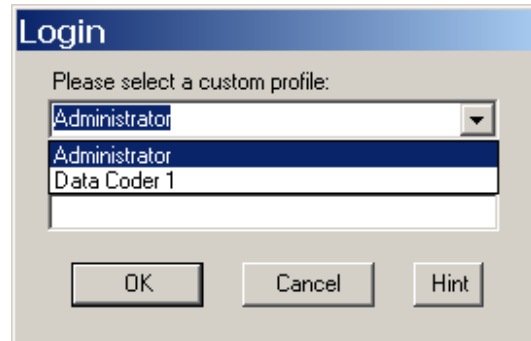 Login
Please select a custom profile:
Administrator
Administrator
Data Coder 1
OK Cancel Hint